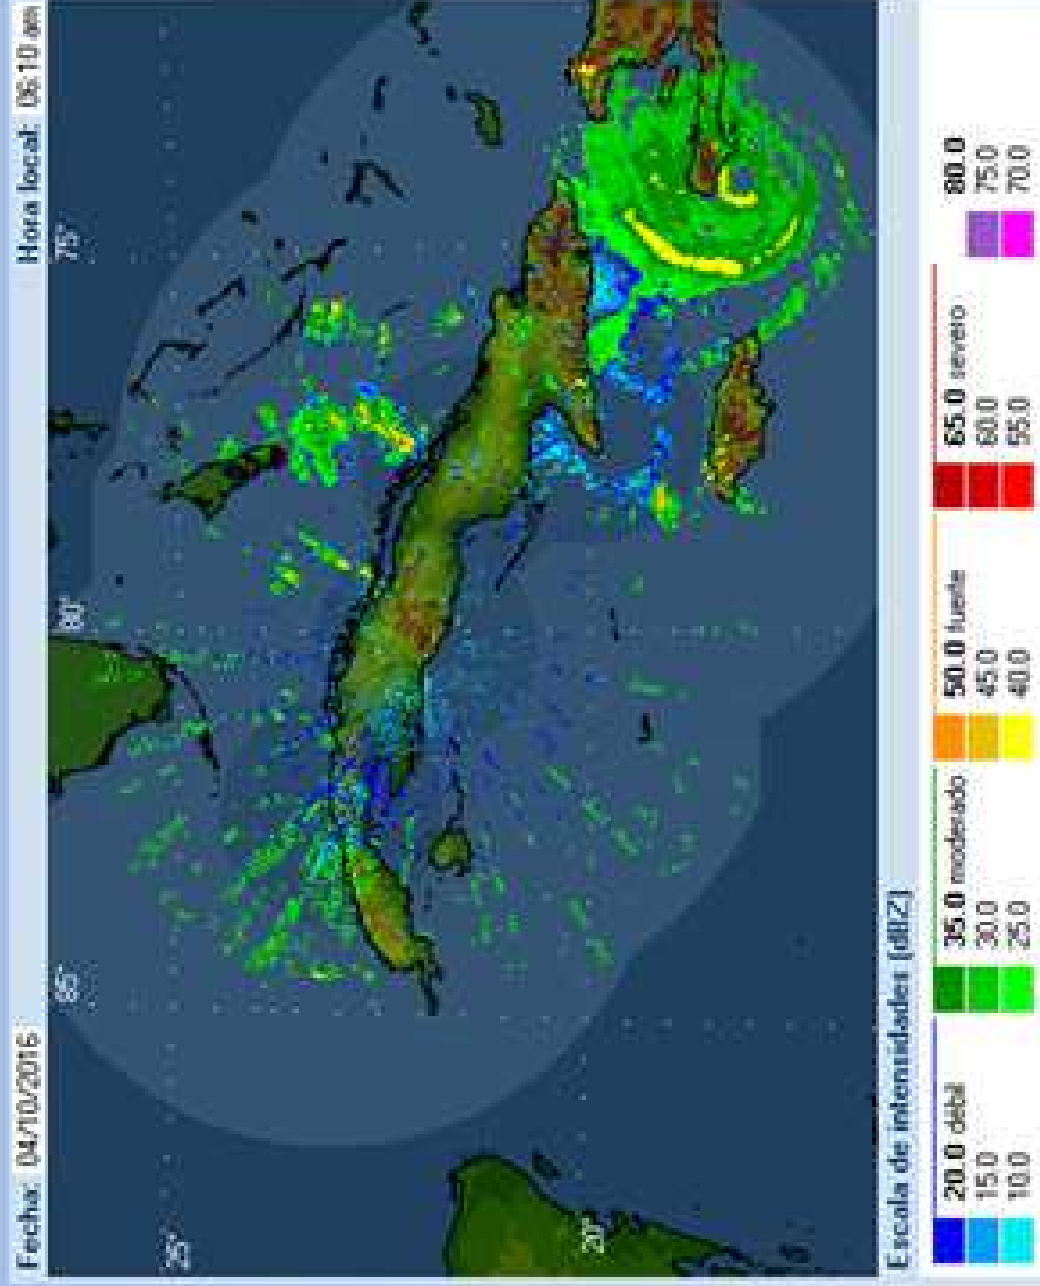 Fecha: 04/10/2016 Hora local: 06:10 am
85° 80° 75°
25°
20°
Escala de intensidades [dBZ]
20.0 débil 35.0 moderado 50.0 fuerte 65.0 severo 80.0
15.0 30.0 45.0 60.0 75.0
10.0 25.0 40.0 55.0 70.0